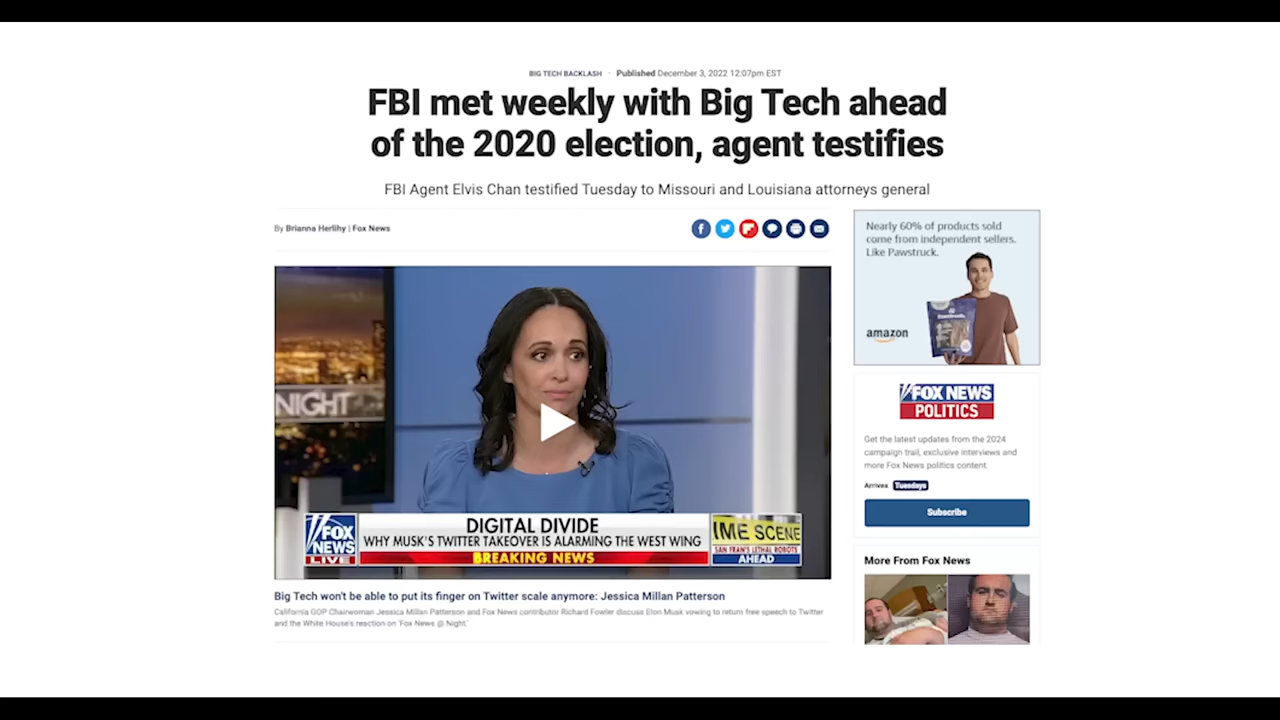 BIG TECH BACKLASH · Published December 3, 2022 12:07pm EST
FBI met weekly with Big Tech ahead
of the 2020 election, agent testifies
FBI Agent Elvis Chan testified Tuesday to Missouri and Louisiana attorneys general
By Brianna Herlihy | Fox News
NIGHT
DIGITAL DIVIDE
WHY MUSK'S TWITTER TAKEOVER IS ALARMING THE WEST WING
BREAKING NEWS
FOX
NEWS
LIVE
IME SCENE
SAN FRAN'S LETHAL ROBOTS
AHEAD
Big Tech won't be able to put its finger on Twitter scale anymore: Jessica Millan Patterson
California GOP Chairwoman Jessica Millan Patterson and Fox News contributor Richard Fowler discuss Elon Musk vowing to return free speech to Twitter
and the White House's reaction on 'Fox News @ Night.'
Nearly 60% of products sold
come from independent sellers.
Like Pawstruck.
amazon
FOX NEWS
POLITICS
Get the latest updates from the 2024
campaign trail, exclusive interviews and
more Fox News politics content.
Arrives Tuesdays
Subscribe
More From Fox News